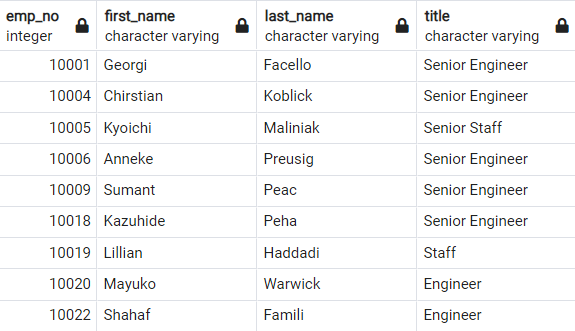 emp_no first_name last_name title
integer character varying character varying character varying
10001 Georgi Facello Senior Engineer
10004 Chirstian Koblick Senior Engineer
10005 Kyoichi Maliniak Senior Staff
10006 Anneke Preusig Senior Engineer
10009 Sumant Peac Senior Engineer
10018 Kazuhide Peha Senior Engineer
10019 Lillian Haddadi Staff
10020 Mayuko Warwick Engineer
10022 Shahaf Famili Engineer